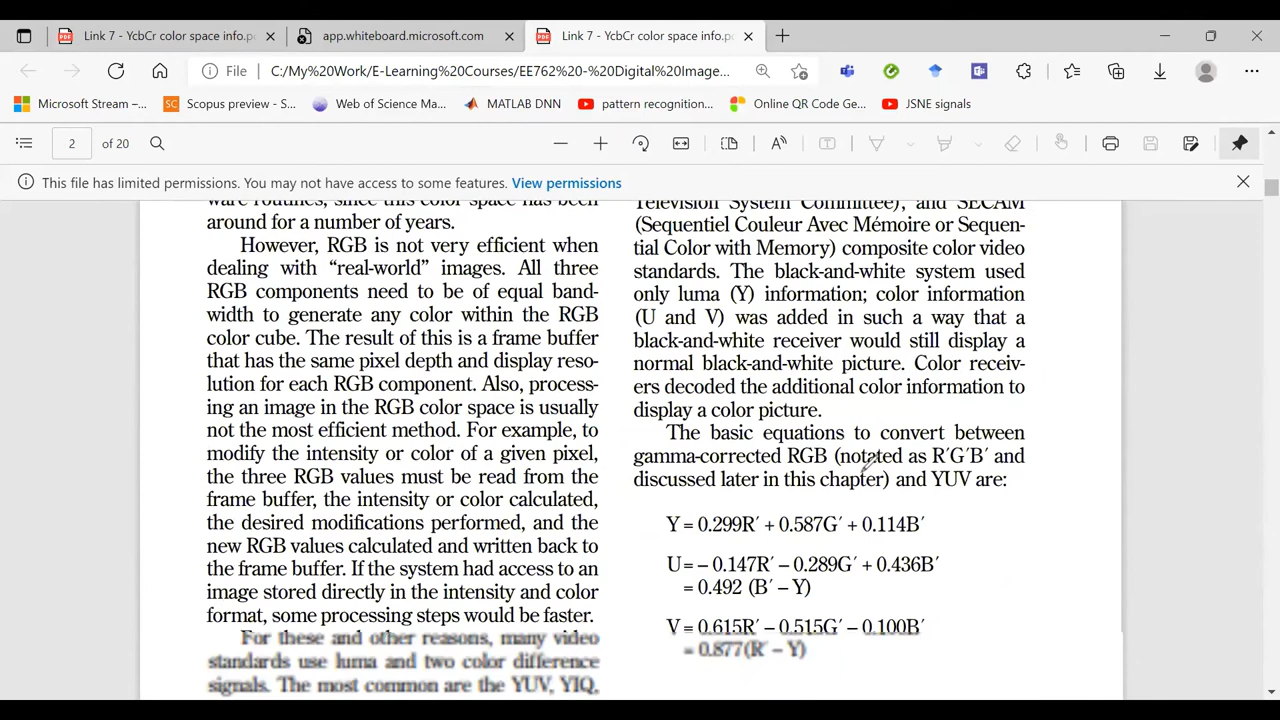 Link 7 - YcbCr color space info.pdf
app.whiteboard.microsoft.com
Link 7 - YcbCr color space info.pdf
File
C:/My%20Work/E-Learning%20Courses/EE762%20-%20Digital%20Image...
Microsoft Stream –...
Scopus preview - S...
Web of Science Ma...
MATLAB DNN
pattern recognition...
Online QR Code Ge...
JSNE signals
2 of 20
This file has limited permissions. You may not have access to some features. View permissions
ware routines, since this color space has been
around for a number of years.
However, RGB is not very efficient when
dealing with “real-world” images. All three
RGB components need to be of equal band-
width to generate any color within the RGB
color cube. The result of this is a frame buffer
that has the same pixel depth and display reso-
lution for each RGB component. Also, process-
ing an image in the RGB color space is usually
not the most efficient method. For example, to
modify the intensity or color of a given pixel,
the three RGB values must be read from the
frame buffer, the intensity or color calculated,
the desired modifications performed, and the
new RGB values calculated and written back to
the frame buffer. If the system had access to an
image stored directly in the intensity and color
format, some processing steps would be faster.
For these and other reasons, many video
standards use luma and two color difference
signals. The most common are the YUV, YIQ,
Television System Committee), and SECAM
(Sequentiel Couleur Avec Mémoire or Sequen-
tial Color with Memory) composite color video
standards. The black-and-white system used
only luma (Y) information; color information
(U and V) was added in such a way that a
black-and-white receiver would still display a
normal black-and-white picture. Color receiv-
ers decoded the additional color information to
display a color picture.
The basic equations to convert between
gamma-corrected RGB (notated as R´G´B´ and
discussed later in this chapter) and YUV are:
Y = 0.299R´ + 0.587G´ + 0.114B´
U = – 0.147R´ – 0.289G´ + 0.436B´
= 0.492 (B´ – Y)
V = 0.615R´ – 0.515G´ – 0.100B´
= 0.877(R´ – Y)